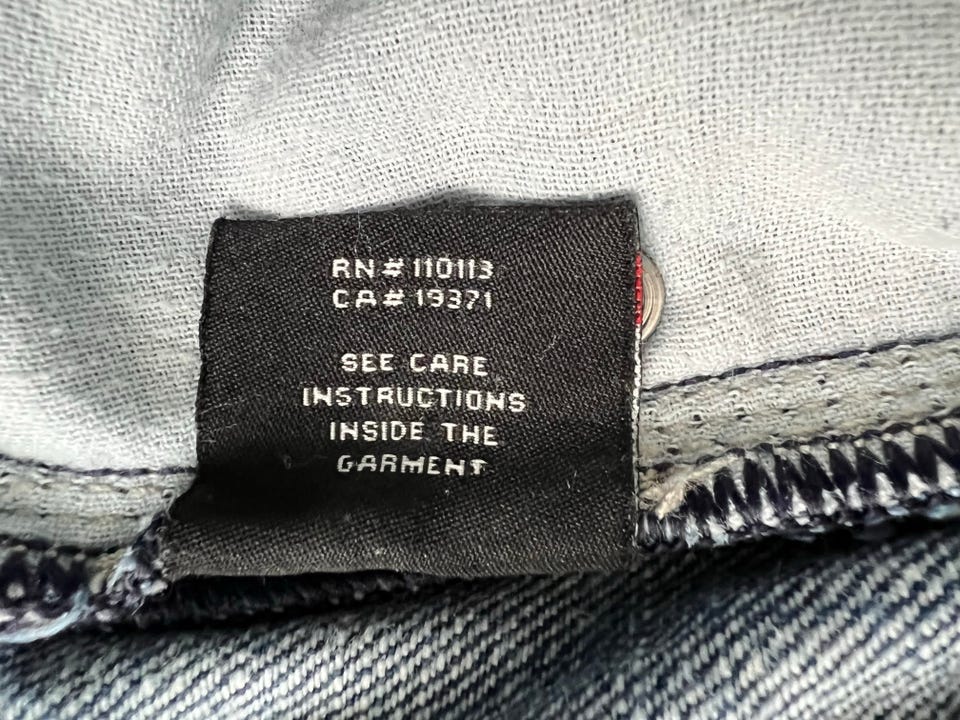 RN# 110113
CA# 19371
SEE CARE
INSTRUCTIONS
INSIDE THE
GARMENT